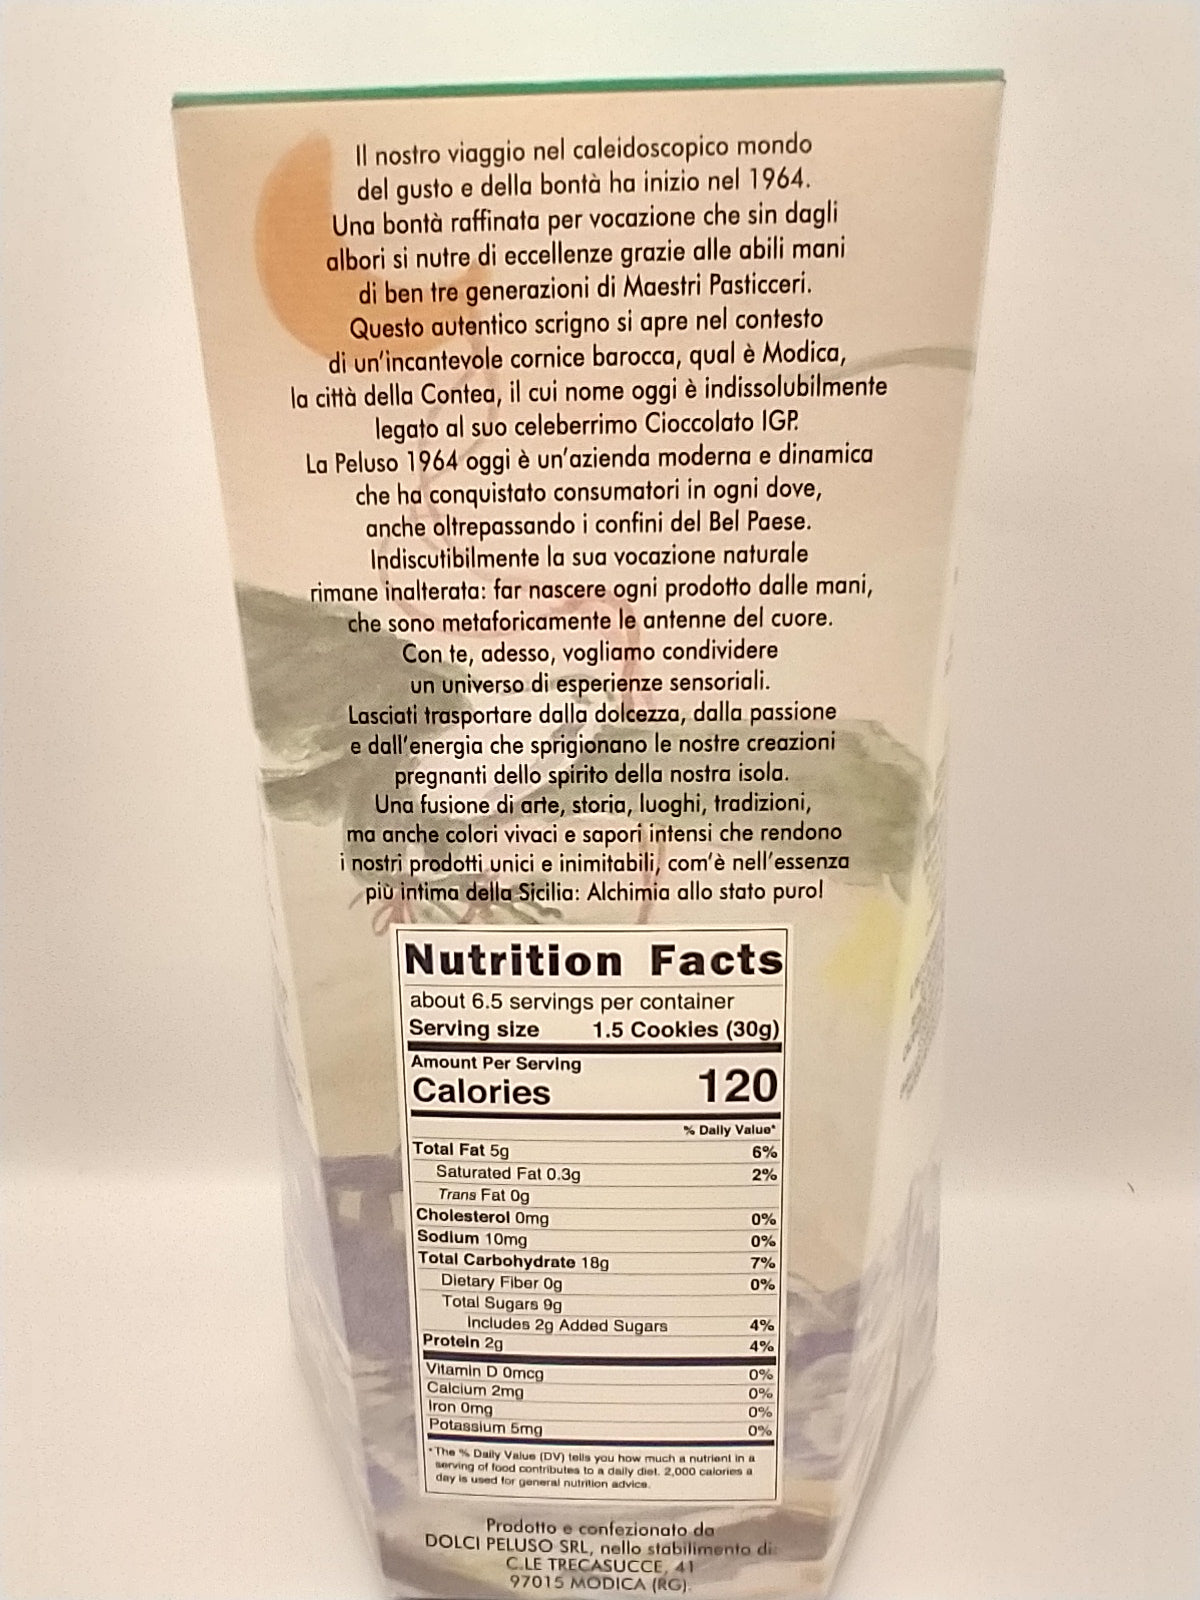 Il nostro viaggio nel caleidoscopico mondo
del gusto e della bontà ha inizio nel 1964.
Una bontà raffinata per vocazione che sin dagli
albori si nutre di eccellenze grazie alle abili mani
di ben tre generazioni di Maestri Pasticceri.
Questo autentico scrigno si apre nel contesto
di un'incantevole cornice barocca, qual è Modica,
la città della Contea, il cui nome oggi è indissolubilmente
legato al suo celeberrimo Cioccolato IGP.
La Peluso 1964 oggi è un'azienda moderna e dinamica
che ha conquistato consumatori in ogni dove,
anche oltrepassando i confini del Bel Paese.
Indiscutibilmente la sua vocazione naturale
rimane inalterata: far nascere ogni prodotto dalle mani,
che sono metaforicamente le antenne del cuore.
Con te, adesso, vogliamo condividere
un universo di esperienze sensoriali.
Lasciati trasportare dalla dolcezza, dalla passione
e dall'energia che sprigionano le nostre creazioni
pregnanti dello spirito della nostra isola.
Una fusione di arte, storia, luoghi, tradizioni,
ma anche colori vivaci e sapori intensi che rendono
i nostri prodotti unici e inimitabili, com'è nell'essenza
più intima della Sicilia: Alchimia allo stato puro!
Nutrition Facts
about 6.5 servings per container
Serving size 1.5 Cookies (30g)
Amount Per Serving
Calories 120
% Daily Value*
Total Fat 5g 6%
Saturated Fat 0.3g 2%
Trans Fat 0g
Cholesterol 0mg 0%
Sodium 10mg 0%
Total Carbohydrate 18g 7%
Dietary Fiber 0g 0%
Total Sugars 9g
Includes 2g Added Sugars 4%
Protein 2g 4%
Vitamin D 0mcg 0%
Calcium 2mg 0%
Iron 0mg 0%
Potassium 5mg 0%
*The % Daily Value (DV) tells you how much a nutrient in a
serving of food contributes to a daily diet. 2,000 calories a
day is used for general nutrition advice.
Prodotto e confezionato da
DOLCI PELUSO SRL, nello stabilimento di:
C.LE TRECASUCCE, 41
97015 MODICA (RG).